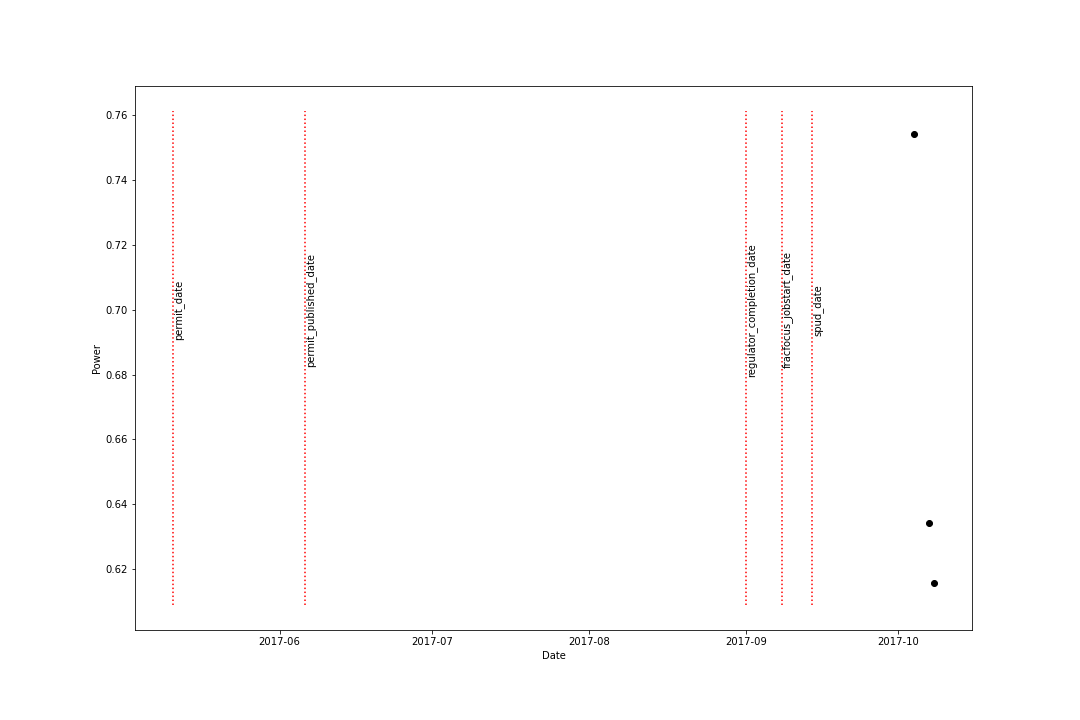 0.76
0.74
0.72
0.70
0.68
0.66
0.64
0.62
Power
permit_date
permit_published_date
regulator_completion_date
fracfocus_jobstart_date
spud_date
2017-06
2017-07
2017-08
2017-09
2017-10
Date